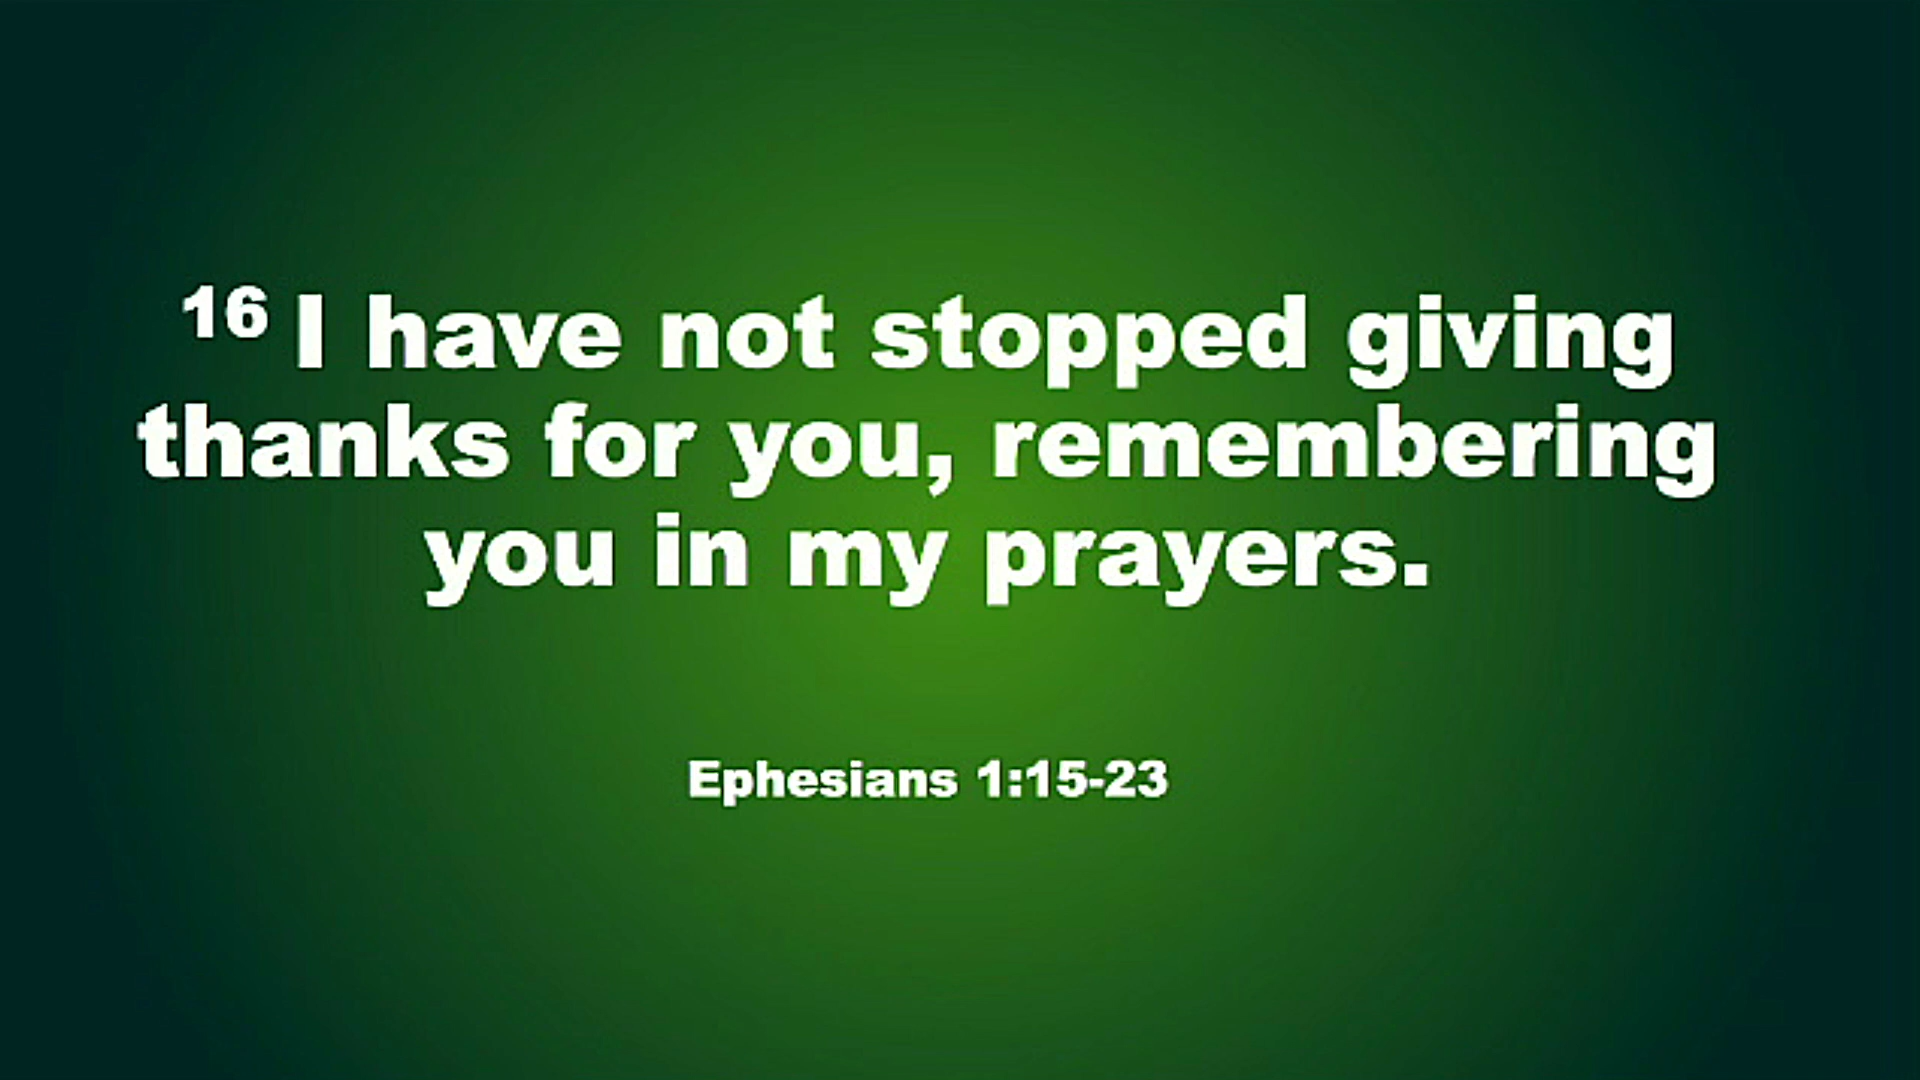 16 I have not stopped giving
thanks for you, remembering
you in my prayers.
Ephesians 1:15-23